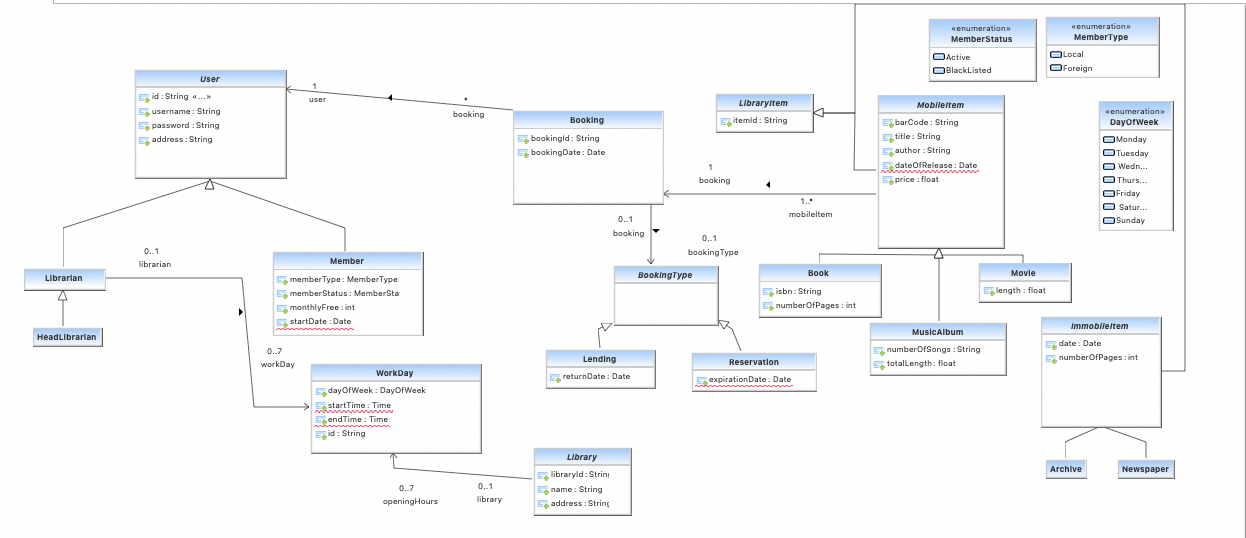 «enumeration»
MemberStatus
Active
BlackListed
«enumeration»
MemberType
Local
Foreign
User
id : String «...»
username : String
password : String
address : String
1
user
*
booking
Booking
bookingId : String
bookingDate : Date
LibraryItem
itemId : String
MobileItem
barCode : String
title : String
author : String
dateOfRelease : Date
price : float
«enumeration»
DayOfWeek
Monday
Tuesday
Wedn...
Thurs...
Friday
Satur...
Sunday
1
booking
1..*
mobileItem
0..1
booking
0..1
bookingType
0..1
librarian
Librarian
HeadLibrarian
Member
memberType : MemberType
memberStatus : MemberSta
monthlyFree : int
startDate : Date
BookingType
Book
isbn : String
numberOfPages : int
Movie
length : float
MusicAlbum
numberOfSongs : String
totalLength : float
ImmobileItem
date : Date
numberOfPages : int
Lending
returnDate : Date
Reservation
expirationDate : Date
0..7
workDay
WorkDay
dayOfWeek : DayOfWeek
startTime : Time
endTime : Time
id : String
Library
libraryId : String
name : String
address : String
0..7
openingHours
0..1
library
Archive
Newspaper